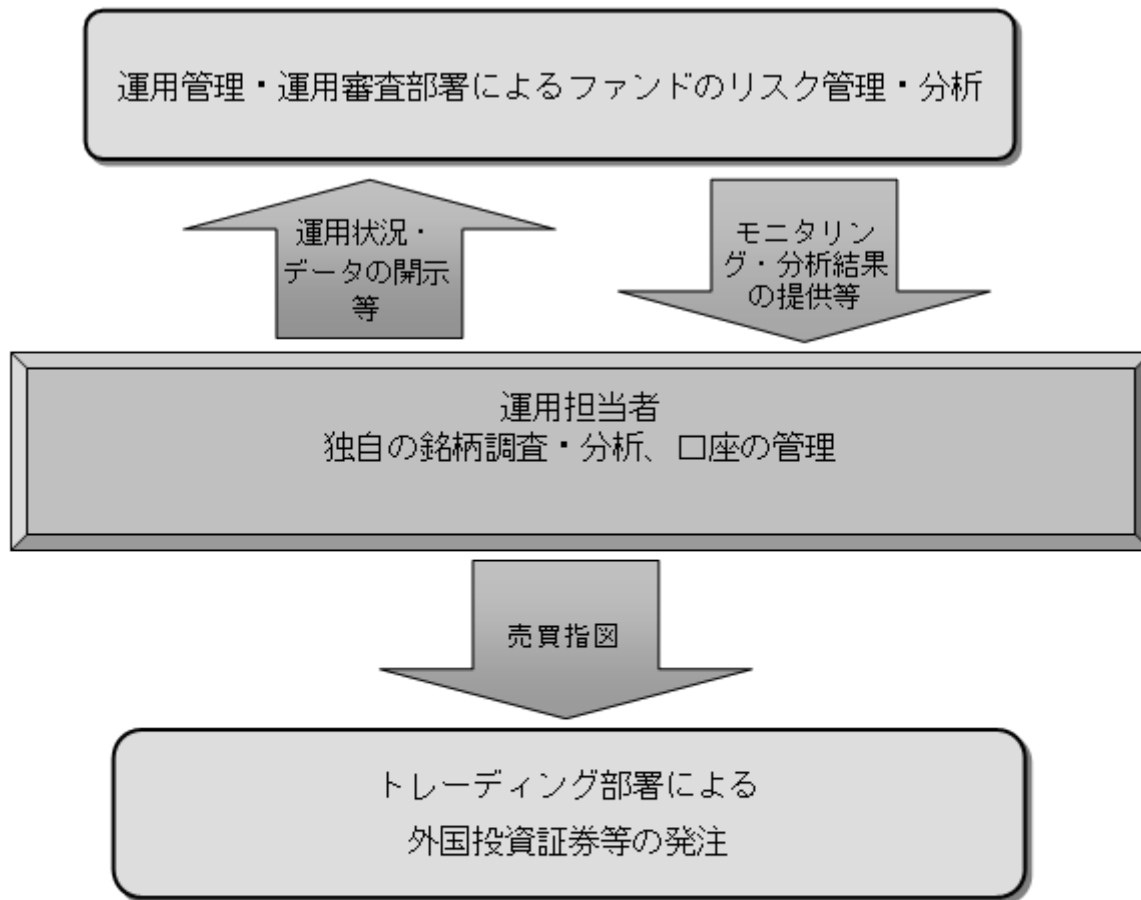 運用管理・運用審査部署によるファンドのリスク管理・分析
運用状況・
データの開示
等
モニタリン
グ・分析結果
の提供等
運用担当者
独自の銘柄調査・分析、口座の管理
売買指図
トレーディング部署による
外国投資証券等の発注